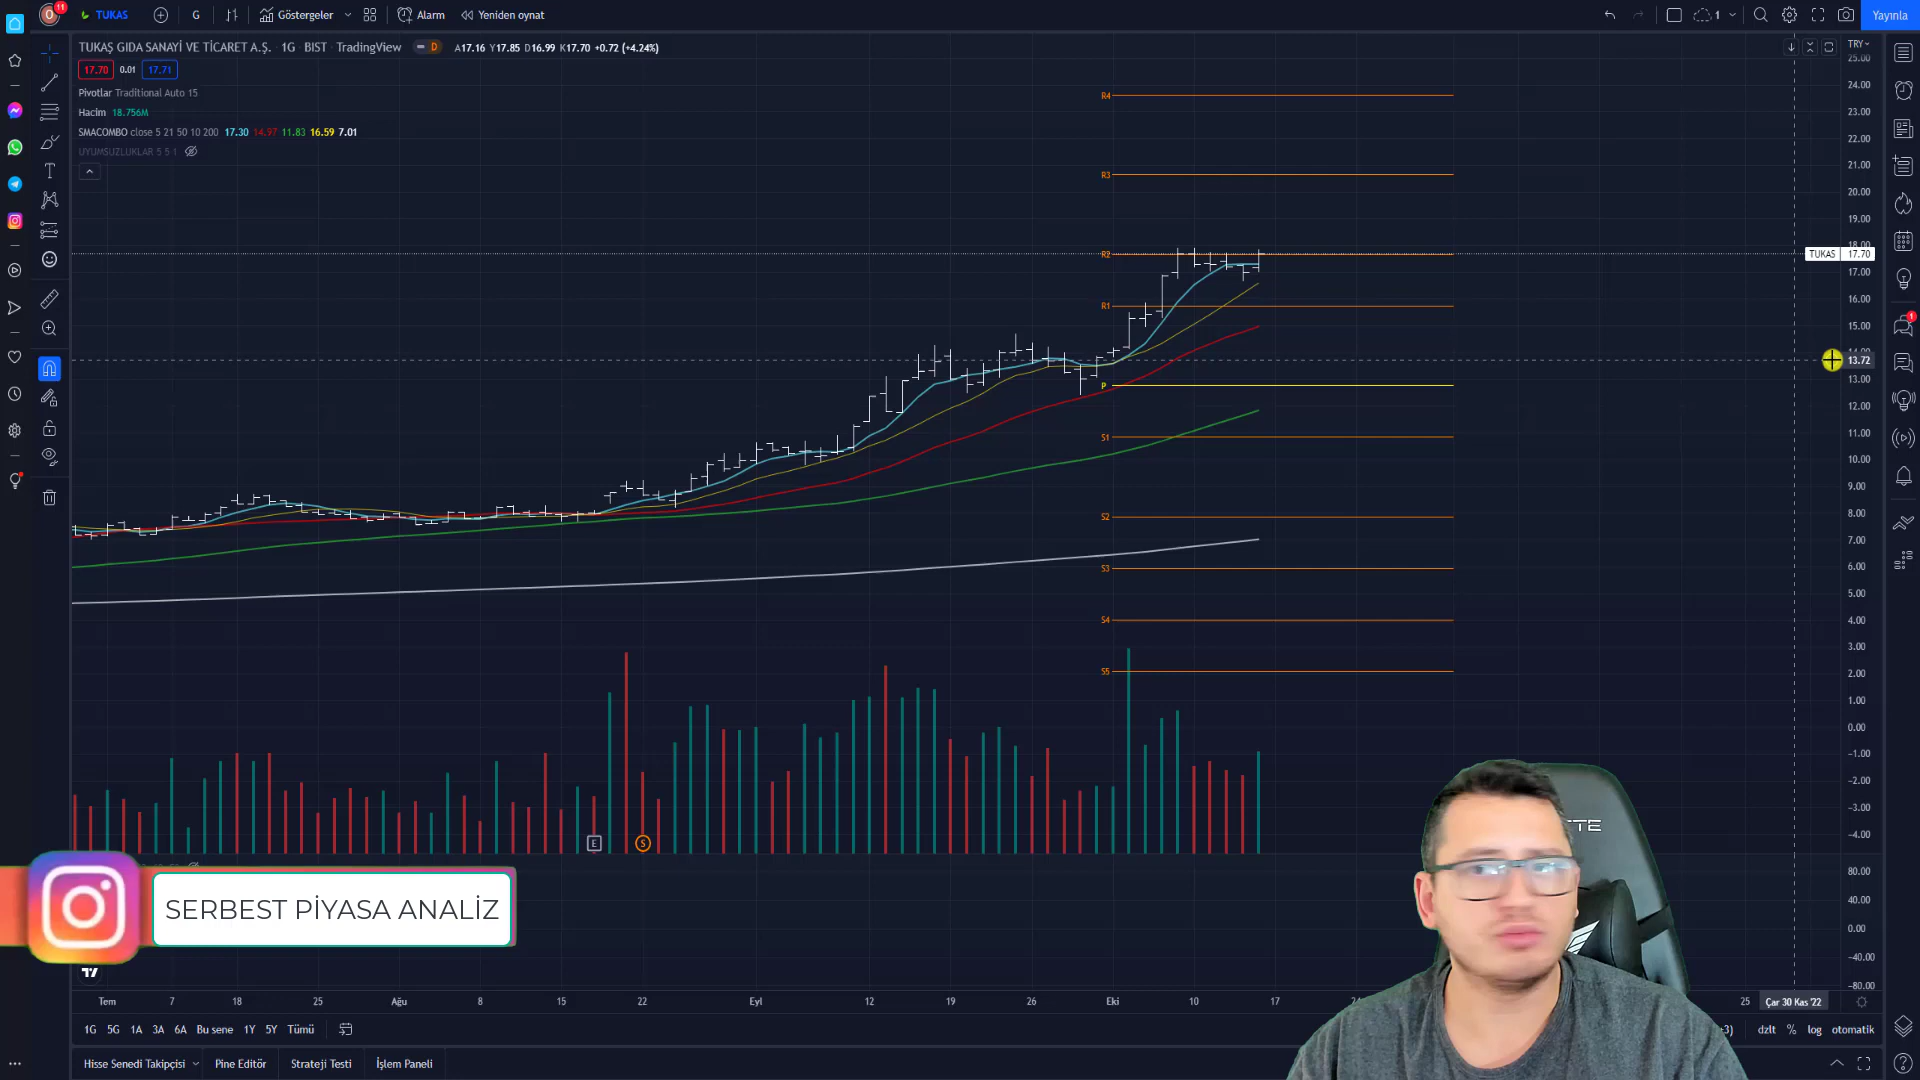 11
TUKAS
G
Göstergeler
Alarm
Yeniden oynat
1
Yayınla
TUKAŞ GIDA SANAYİ VE TİCARET A.Ş. · 1G · BIST · TradingView
D
A17.16 Y17.85 D16.99 K17.70 +0.72 (+4.24%)
TRY
17.70
0.01
17.71
Pivotlar Traditional Auto 15
Hacim 18.756M
SMACOMBO close 5 21 50 10 200 17.30 14.97 11.83 16.59 7.01
UYUMSUZLUKLAR 5 5 1
R4
R3
R2
R1
P
S1
S2
S3
S4
S5
25.00
24.00
23.00
22.00
21.00
20.00
19.00
18.00
TUKAS 17.70
17.00
16.00
15.00
14.00
13.72
13.00
12.00
11.00
10.00
9.00
8.00
7.00
6.00
5.00
4.00
3.00
2.00
1.00
0.00
−1.00
−2.00
−3.00
−4.00
80.00
40.00
0.00
−40.00
−80.00
1
E
S
SERBEST PİYASA ANALİZ
Tem
7
18
25
Ağu
8
15
22
Eyl
12
19
26
Eki
10
17
25
Çar 30 Kas '22
1G
5G
1A
3A
6A
Bu sene
1Y
5Y
Tümü
dzlt
%
log
otomatik
Hisse Senedi Takipçisi
Pine Editör
Strateji Testi
İşlem Paneli